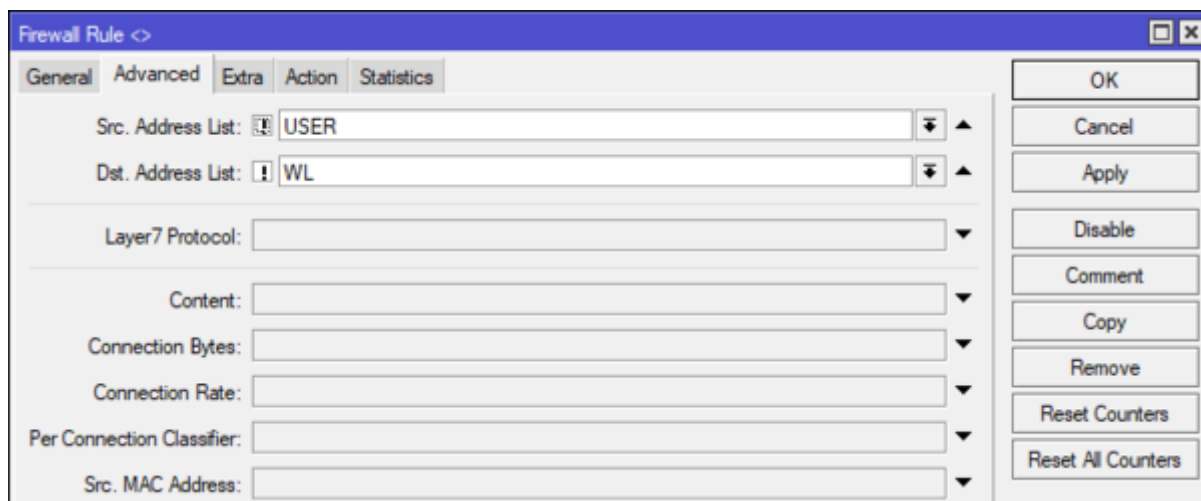 Firewall Rule <>
General Advanced Extra Action Statistics
OK
Src. Address List: ! USER
Cancel
Dst. Address List: ! WL
Apply
Layer7 Protocol:
Disable
Comment
Content:
Copy
Connection Bytes:
Remove
Connection Rate:
Reset Counters
Per Connection Classifier:
Reset All Counters
Src. MAC Address: